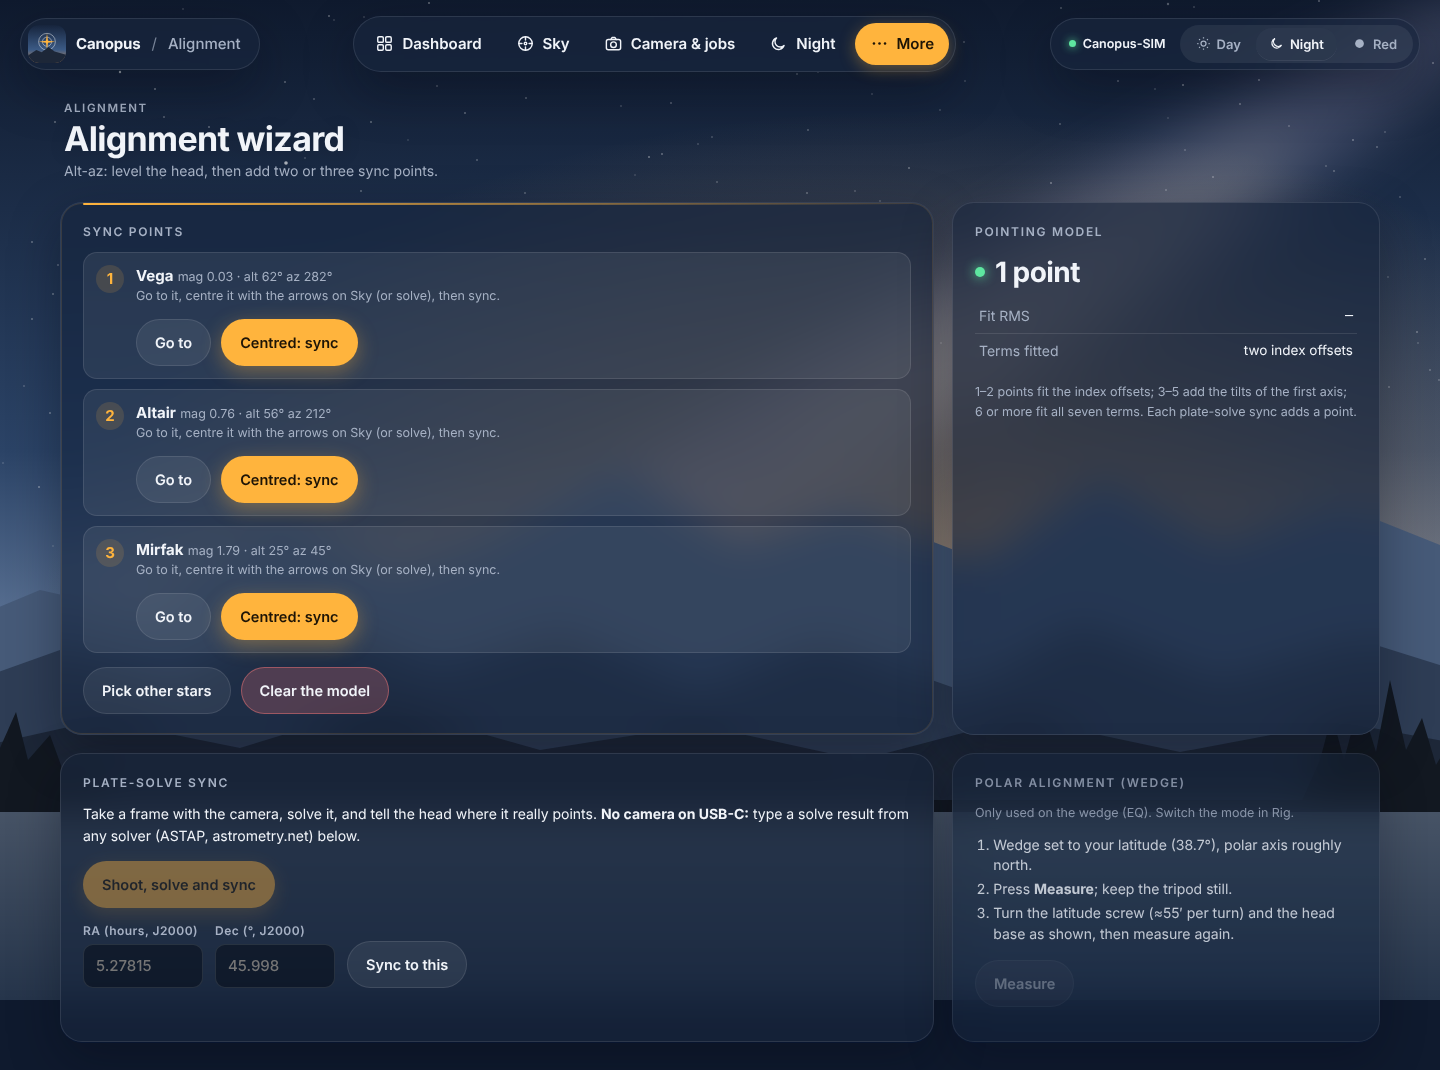 Canopus / Alignment
Dashboard
Sky
Camera & jobs
Night
More
Canopus-SIM
Day
Night
Red
ALIGNMENT
Alignment wizard
Alt-az: level the head, then add two or three sync points.
SYNC POINTS
1
Vega mag 0.03 · alt 62° az 282°
Go to it, centre it with the arrows on Sky (or solve), then sync.
Go to
Centred: sync
2
Altair mag 0.76 · alt 56° az 212°
Go to it, centre it with the arrows on Sky (or solve), then sync.
Go to
Centred: sync
3
Mirfak mag 1.79 · alt 25° az 45°
Go to it, centre it with the arrows on Sky (or solve), then sync.
Go to
Centred: sync
Pick other stars
Clear the model
POINTING MODEL
1 point
Fit RMS –
Terms fitted two index offsets
1–2 points fit the index offsets; 3–5 add the tilts of the first axis;
6 or more fit all seven terms. Each plate-solve sync adds a point.
PLATE-SOLVE SYNC
Take a frame with the camera, solve it, and tell the head where it really points. No camera on USB-C: type a solve result from
any solver (ASTAP, astrometry.net) below.
Shoot, solve and sync
RA (hours, J2000)
Dec (°, J2000)
5.27815
45.998
Sync to this
POLAR ALIGNMENT (WEDGE)
Only used on the wedge (EQ). Switch the mode in Rig.
1. Wedge set to your latitude (38.7°), polar axis roughly
north.
2. Press Measure; keep the tripod still.
3. Turn the latitude screw (≈55′ per turn) and the head
base as shown, then measure again.
Measure